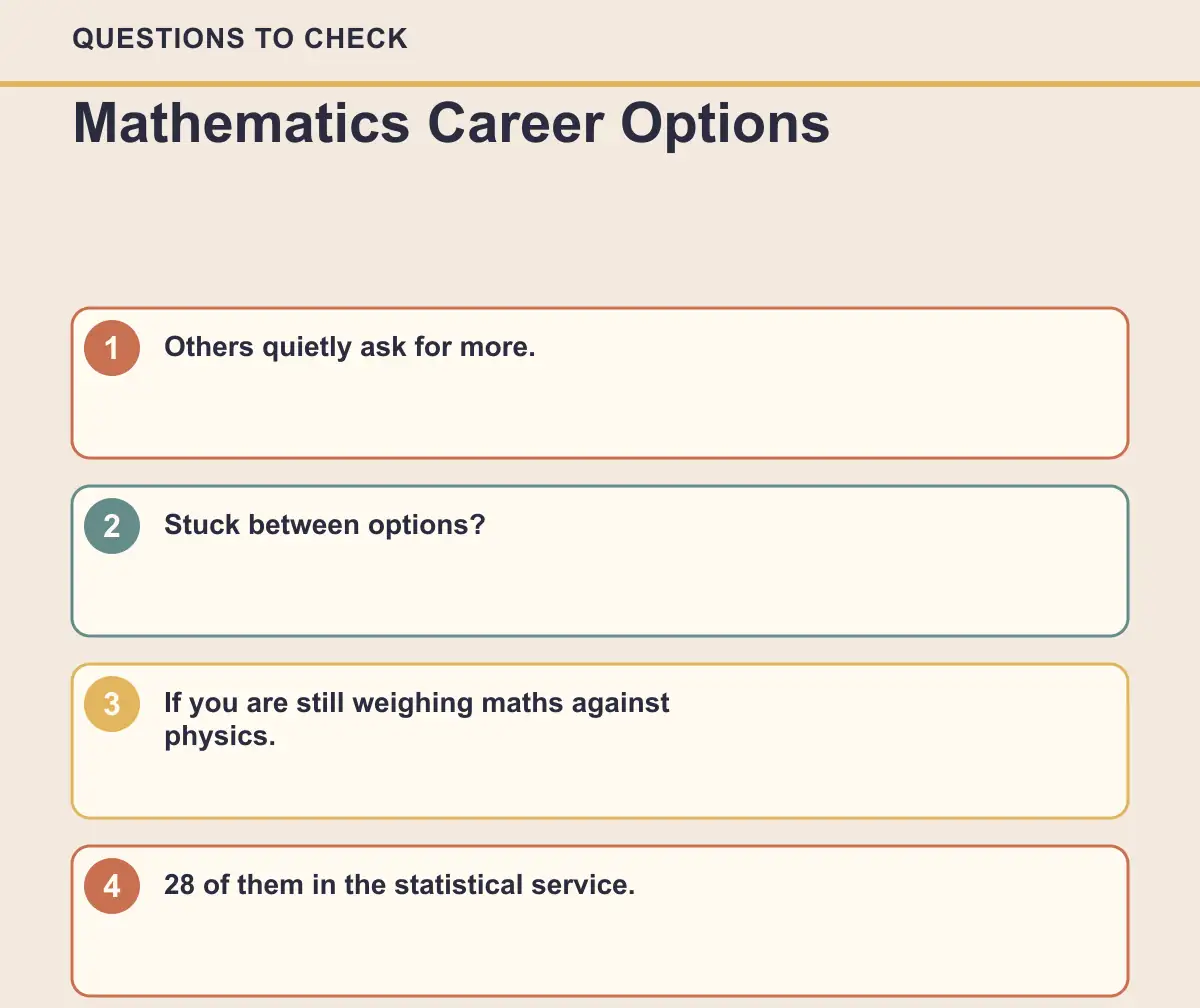 QUESTIONS TO CHECK
Mathematics Career Options
1
Others quietly ask for more.
2
Stuck between options?
3
If you are still weighing maths against
physics.
4
28 of them in the statistical service.